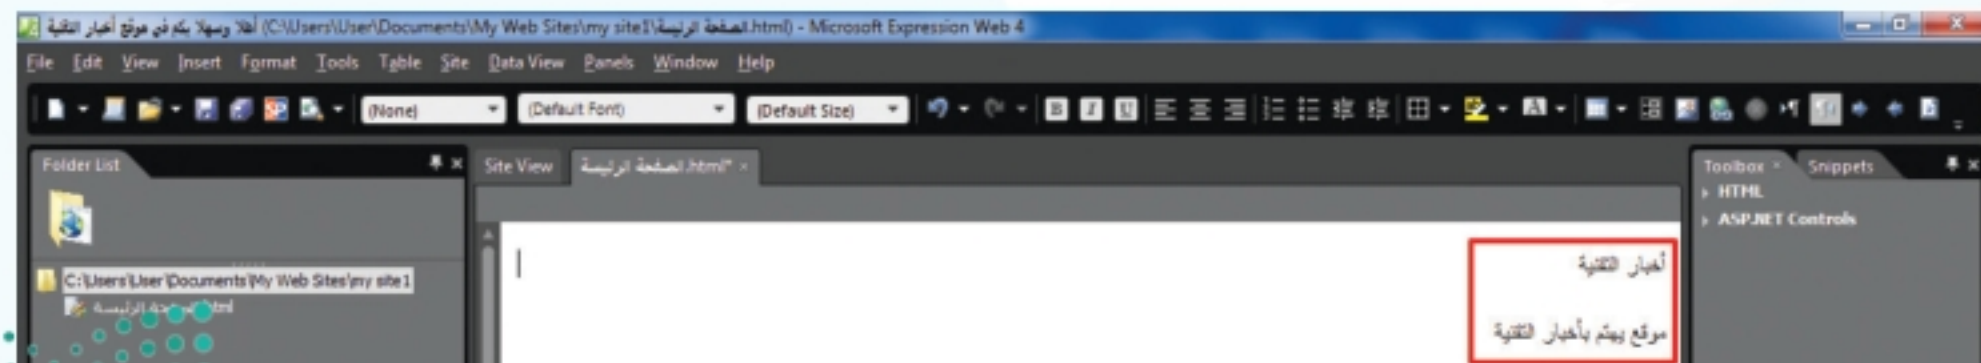 أهلا وسهلا بكم في موقع أخبار التقنية (C:\Users\User\Documents\My Web Sites\my site1\الصفحة الرئيسة.html) - Microsoft Expression Web 4
File Edit View Insert Format Tools Table Site Data View Panels Window Help
(None) (Default Font) (Default Size) B I U
Folder List
Site View الصفحة الرئيسة.html*
Toolbox Snippets
HTML
ASP.NET Controls
C:\Users\User\Documents\My Web Sites\my site1
الصفحة الرئيسة.html
أخبار التقنية
موقع يهتم بأخبار التقنية